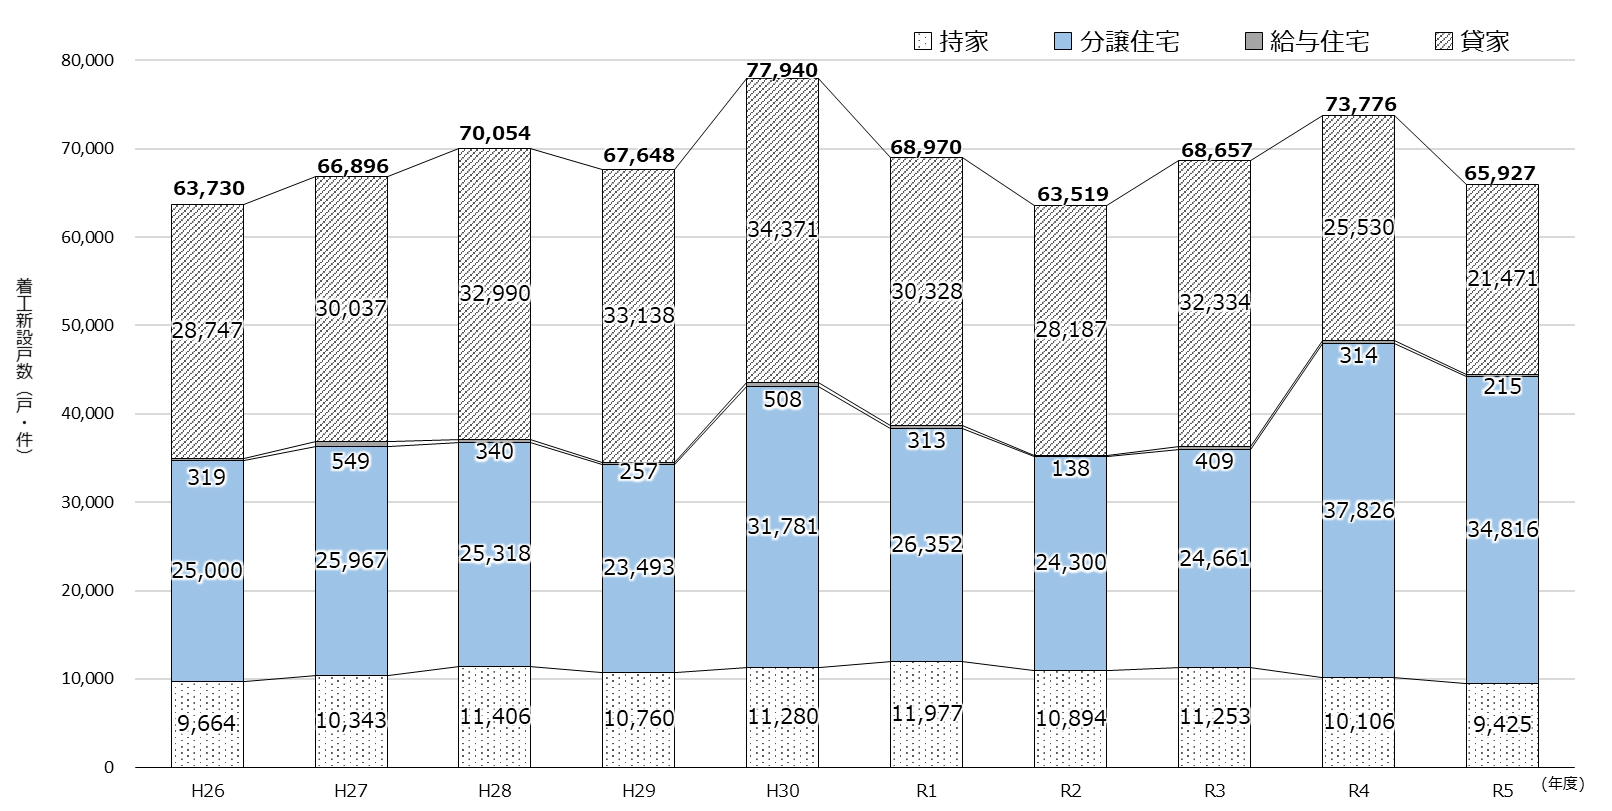 持家 分譲住宅 給与住宅 貸家
80,000
70,000
60,000
50,000
40,000
30,000
20,000
10,000
0
着工新設戸数（戸・件）
63,730 66,896 70,054 67,648 77,940 68,970 63,519 68,657 73,776 65,927
28,747 30,037 32,990 33,138 34,371 30,328 28,187 32,334 25,530 21,471
319 549 340 257 508 313 138 409 314 215
25,000 25,967 25,318 23,493 31,781 26,352 24,300 24,661 37,826 34,816
9,664 10,343 11,406 10,760 11,280 11,977 10,894 11,253 10,106 9,425
H26 H27 H28 H29 H30 R1 R2 R3 R4 R5 （年度）